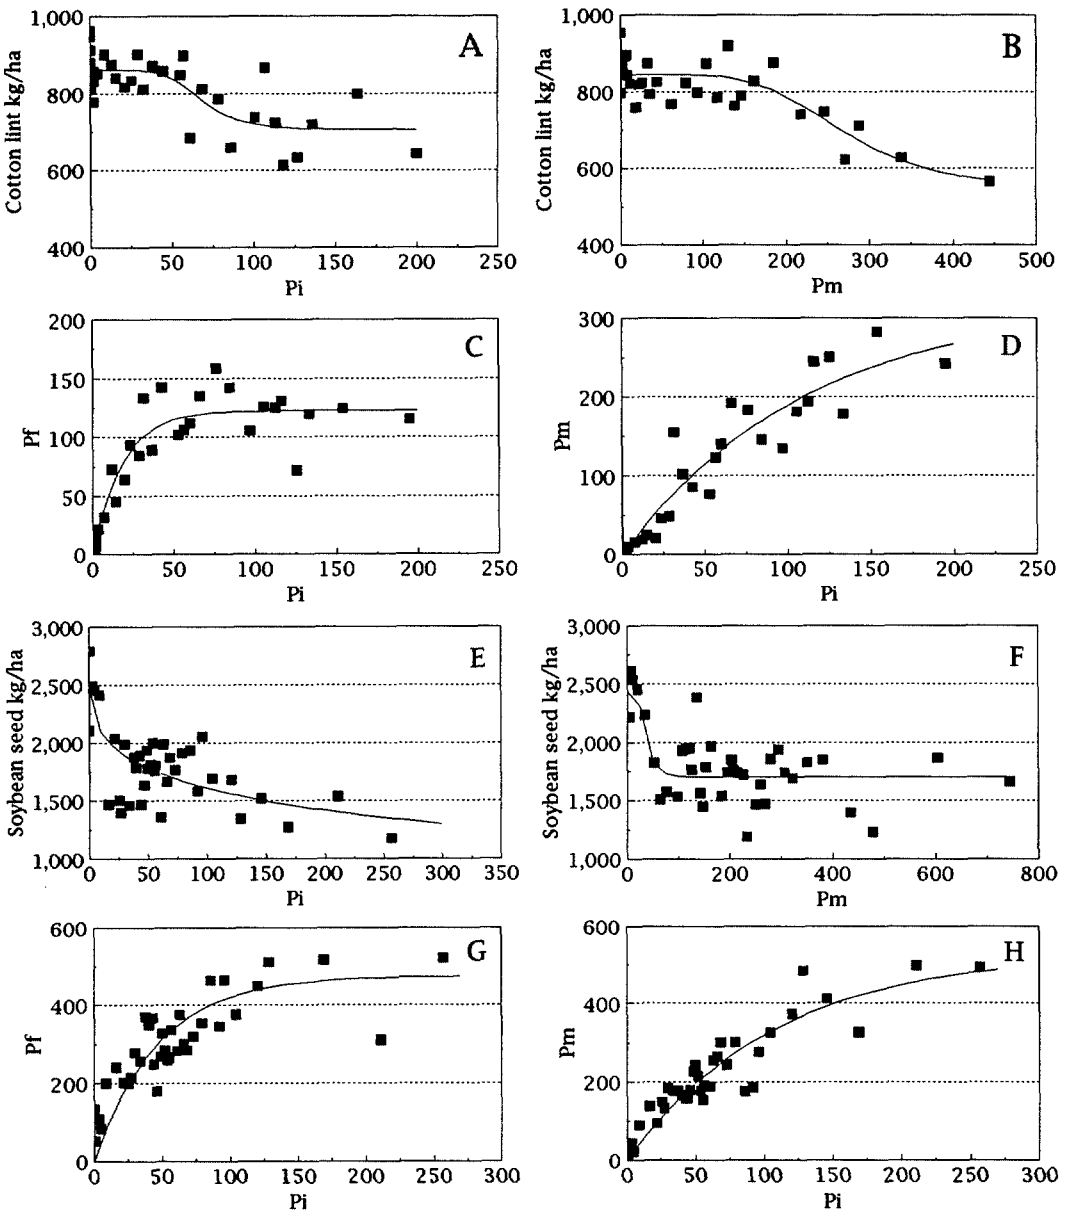 1,000
800
600
400
Cotton lint kg/ha
A
0 50 100 150 200 250
Pi
1,000
800
600
400
Cotton lint kg/ha
B
0 100 200 300 400 500
Pm
200
150
100
50
0
Pf
C
0 50 100 150 200 250
Pi
300
200
100
0
Pm
D
0 50 100 150 200 250
Pi
3,000
2,500
2,000
1,500
1,000
Soybean seed kg/ha
E
0 50 100 150 200 250 300 350
Pi
3,000
2,500
2,000
1,500
1,000
Soybean seed kg/ha
F
0 200 400 600 800
Pm
600
400
200
0
Pf
G
0 50 100 150 200 250 300
Pi
600
400
200
0
Pm
H
0 50 100 150 200 250 300
Pi